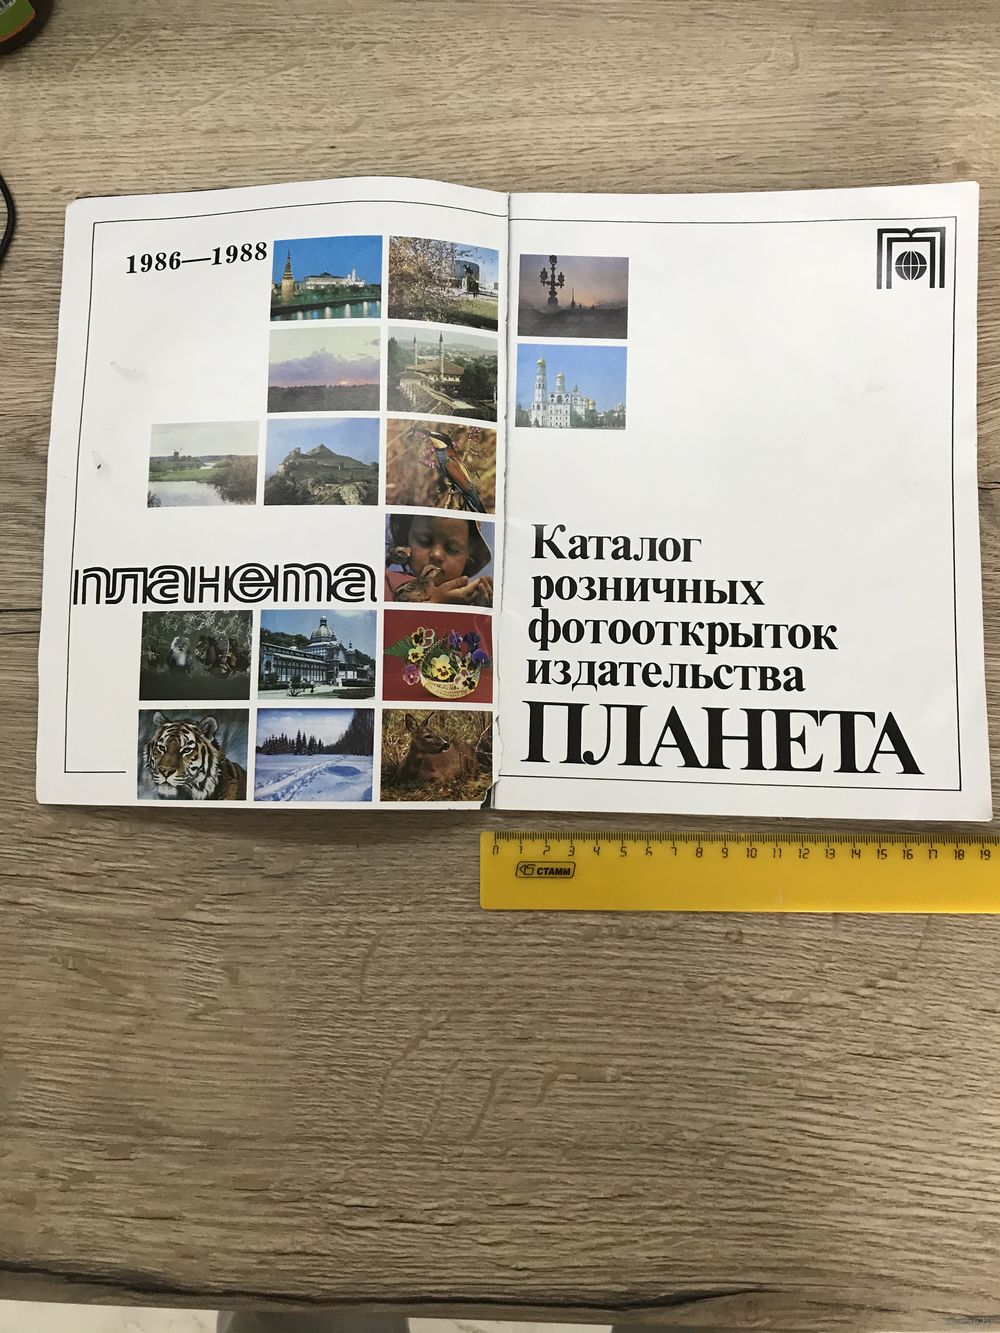 1986—1988
планета
Каталог
розничных
фотооткрыток
издательства
ПЛАНЕТА
0 1 2 3 4 5 6 7 8 9 10 11 12 13 14 15 16 17 18 19
СТАММ